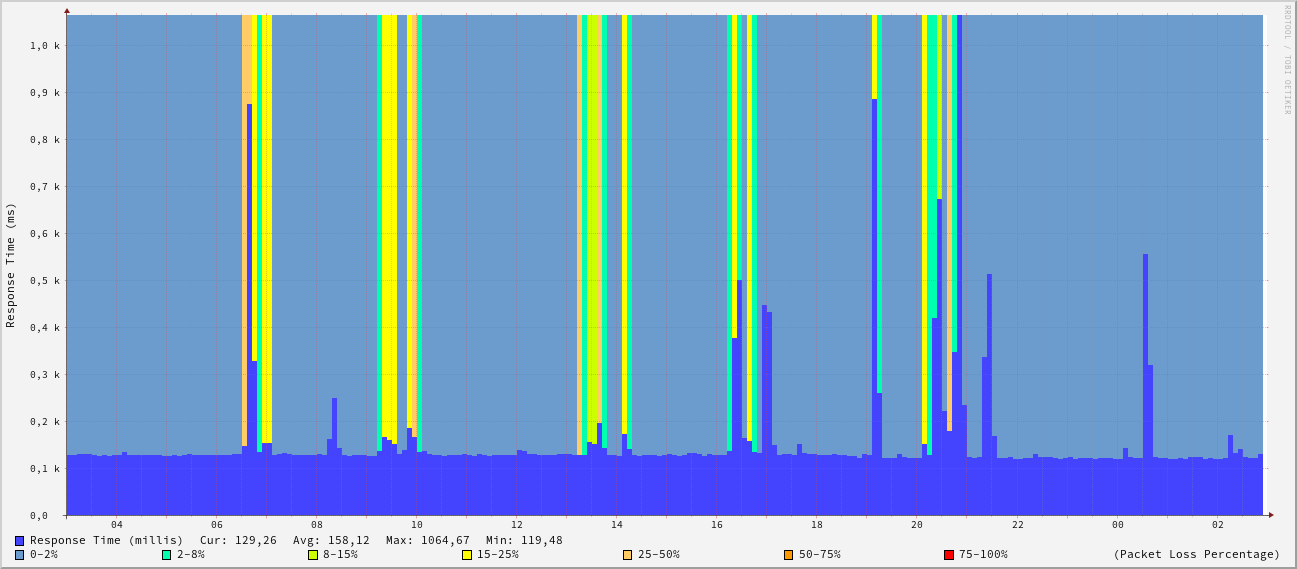 RRDTOOL / TOBI OETIKER
Response Time (ms)
1,0 k
0,9 k
0,8 k
0,7 k
0,6 k
0,5 k
0,4 k
0,3 k
0,2 k
0,1 k
0,0
04 06 08 10 12 14 16 18 20 22 00 02
Response Time (millis) Cur: 129,26 Avg: 158,12 Max: 1064,67 Min: 119,48
0-2% 2-8% 8-15% 15-25% 25-50% 50-75% 75-100% (Packet Loss Percentage)